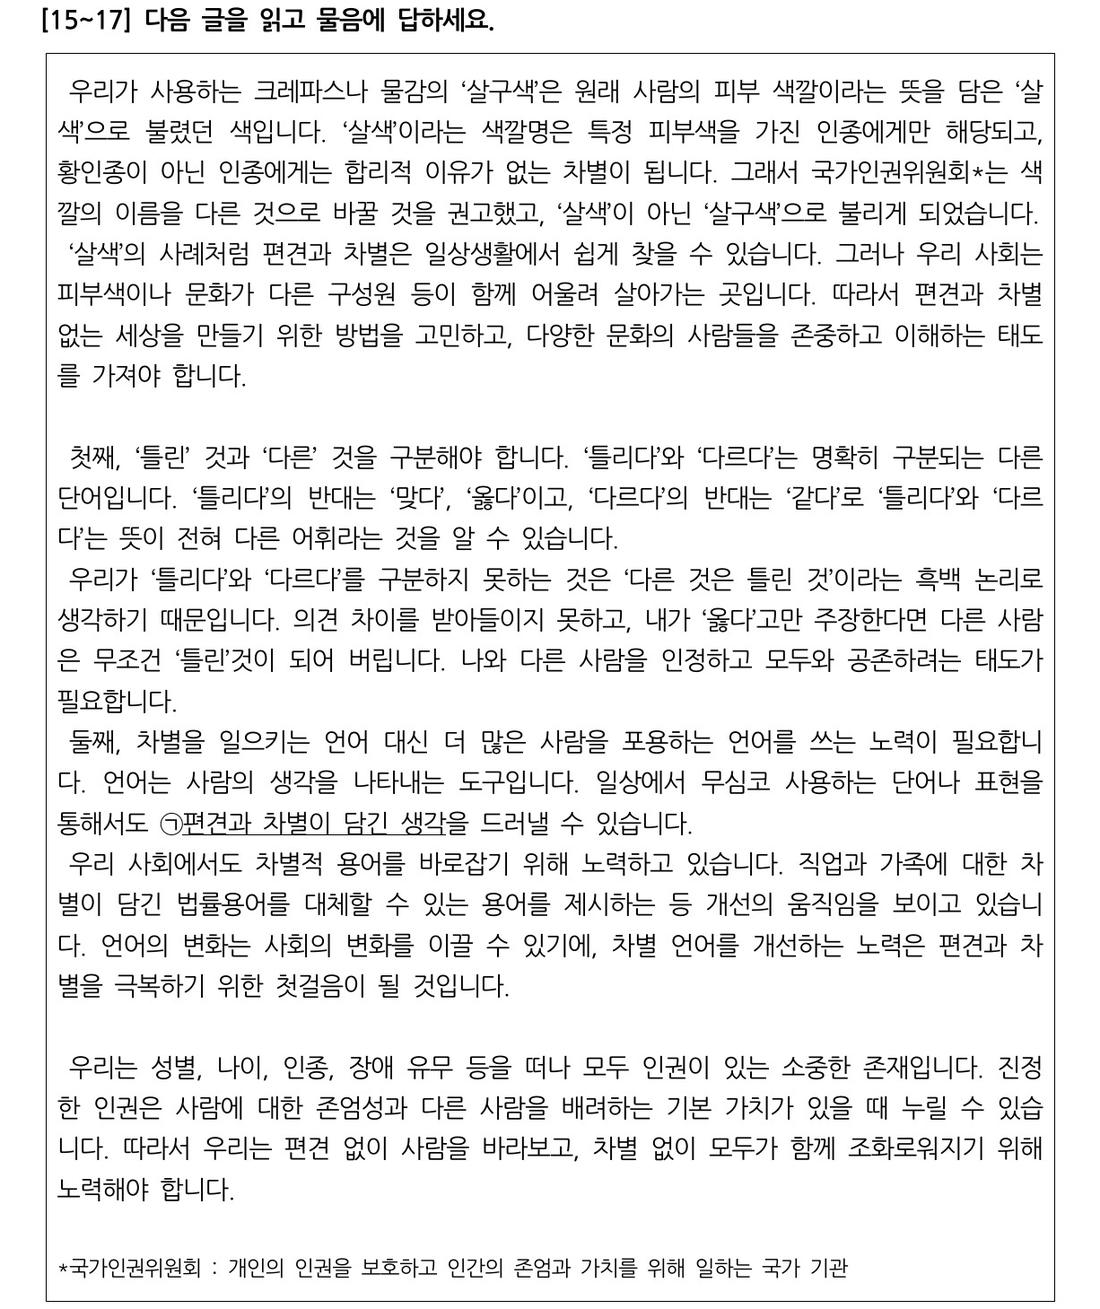 [15~17] 다음 글을 읽고 물음에 답하세요.
우리가 사용하는 크레파스나 물감의 ‘살구색’은 원래 사람의 피부 색깔이라는 뜻을 담은 ‘살
색’으로 불렸던 색입니다. ‘살색’이라는 색깔명은 특정 피부색을 가진 인종에게만 해당되고,
황인종이 아닌 인종에게는 합리적 이유가 없는 차별이 됩니다. 그래서 국가인권위원회*는 색
깔의 이름을 다른 것으로 바꿀 것을 권고했고, ‘살색’이 아닌 ‘살구색’으로 불리게 되었습니다.
‘살색’의 사례처럼 편견과 차별은 일상생활에서 쉽게 찾을 수 있습니다. 그러나 우리 사회는
피부색이나 문화가 다른 구성원 등이 함께 어울려 살아가는 곳입니다. 따라서 편견과 차별
없는 세상을 만들기 위한 방법을 고민하고, 다양한 문화의 사람들을 존중하고 이해하는 태도
를 가져야 합니다.
첫째, ‘틀린’ 것과 ‘다른’ 것을 구분해야 합니다. ‘틀리다’와 ‘다르다’는 명확히 구분되는 다른
단어입니다. ‘틀리다’의 반대는 ‘맞다’, ‘옳다’이고, ‘다르다’의 반대는 ‘같다’로 ‘틀리다’와 ‘다르
다’는 뜻이 전혀 다른 어휘라는 것을 알 수 있습니다.
우리가 ‘틀리다’와 ‘다르다’를 구분하지 못하는 것은 ‘다른 것은 틀린 것’이라는 흑백 논리로
생각하기 때문입니다. 의견 차이를 받아들이지 못하고, 내가 ‘옳다’고만 주장한다면 다른 사람
은 무조건 ‘틀린’것이 되어 버립니다. 나와 다른 사람을 인정하고 모두와 공존하려는 태도가
필요합니다.
둘째, 차별을 일으키는 언어 대신 더 많은 사람을 포용하는 언어를 쓰는 노력이 필요합니
다. 언어는 사람의 생각을 나타내는 도구입니다. 일상에서 무심코 사용하는 단어나 표현을
통해서도 ㉠편견과 차별이 담긴 생각을 드러낼 수 있습니다.
우리 사회에서도 차별적 용어를 바로잡기 위해 노력하고 있습니다. 직업과 가족에 대한 차
별이 담긴 법률용어를 대체할 수 있는 용어를 제시하는 등 개선의 움직임을 보이고 있습니
다. 언어의 변화는 사회의 변화를 이끌 수 있기에, 차별 언어를 개선하는 노력은 편견과 차
별을 극복하기 위한 첫걸음이 될 것입니다.
우리는 성별, 나이, 인종, 장애 유무 등을 떠나 모두 인권이 있는 소중한 존재입니다. 진정
한 인권은 사람에 대한 존엄성과 다른 사람을 배려하는 기본 가치가 있을 때 누릴 수 있습
니다. 따라서 우리는 편견 없이 사람을 바라보고, 차별 없이 모두가 함께 조화로워지기 위해
노력해야 합니다.
*국가인권위원회 : 개인의 인권을 보호하고 인간의 존엄과 가치를 위해 일하는 국가 기관